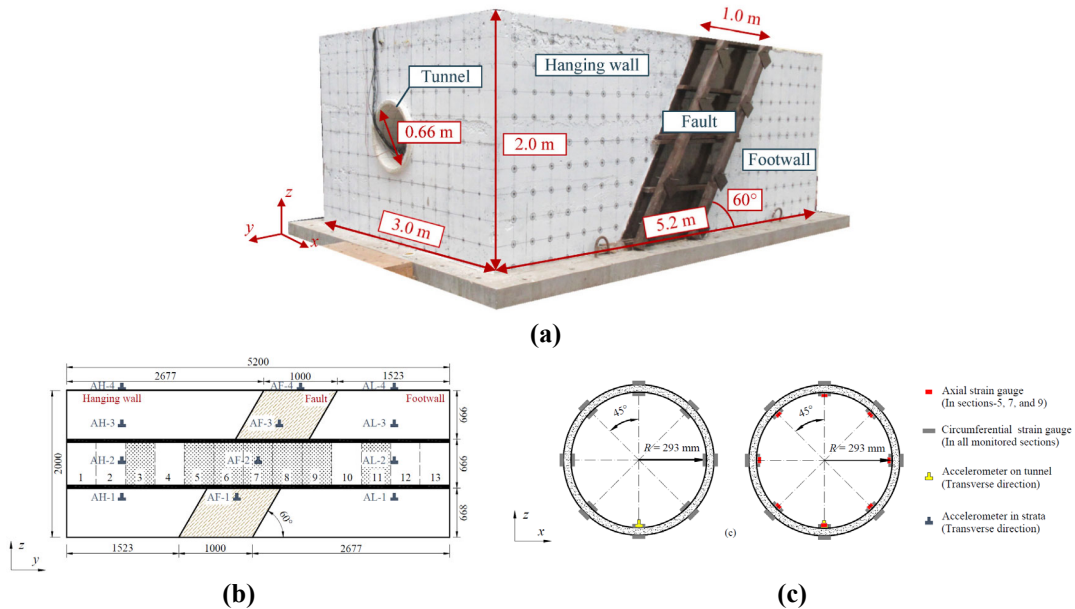 1.0 m
Hanging wall
Tunnel
0.66 m
Fault
2.0 m
Footwall
60°
5.2 m
3.0 m
z
y
x
(a)
5200
2677
1000
1523
AH-4
AF-4
AL-4
Hanging wall
Fault
Footwall
AH-3
AF-3
AL-3
666
2000
AH-2
AF-2
AL-2
666
1 2 3 4 5 6 7 8 9 10 11 12 13
AH-1
AF-1
AL-1
60°
668
1523
1000
2677
z
y
(b)
45°
R = 293 mm
45°
R = 293 mm
z
x
(c)
Axial strain gauge
(In sections-5, 7, and 9)
Circumferential strain gauge
(In all monitored sections)
Accelerometer on tunnel
(Transverse direction)
Accelerometer in strata
(Transverse direction)
(c)